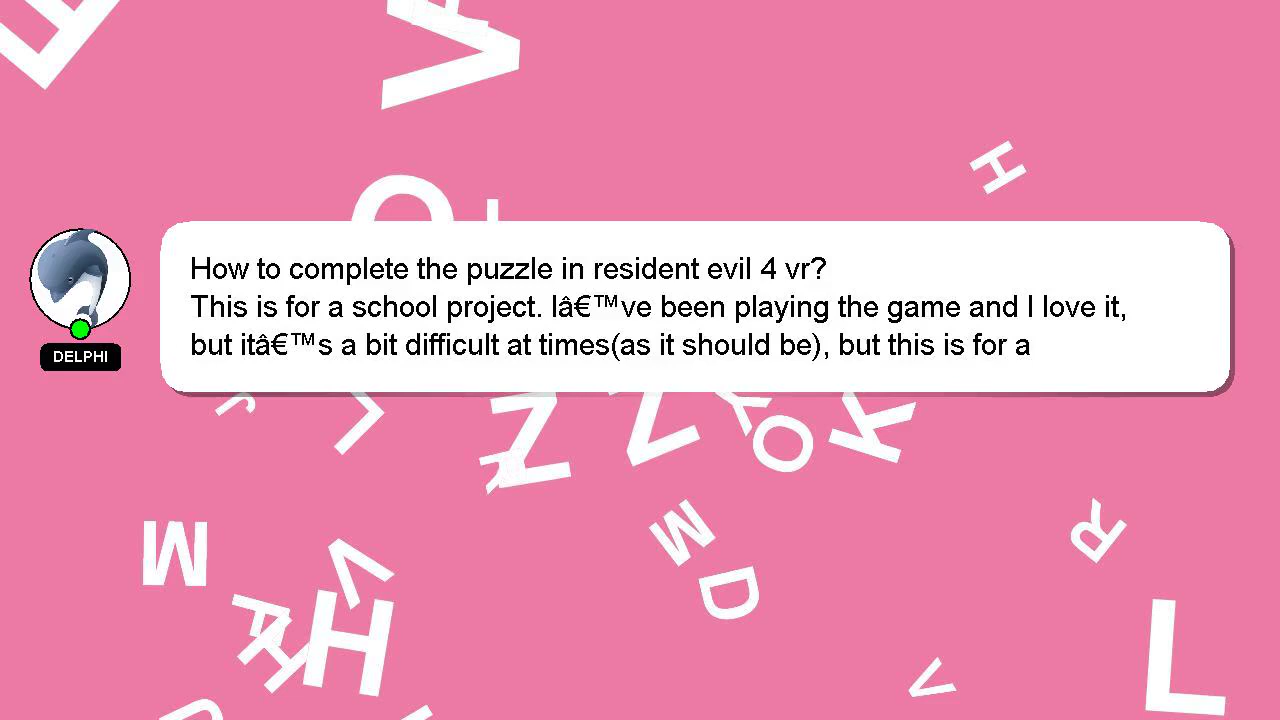 How to complete the puzzle in resident evil 4 vr?
This is for a school project. Iâ€™ve been playing the game and I love it,
but itâ€™s a bit difficult at times(as it should be), but this is for a
DELPHI